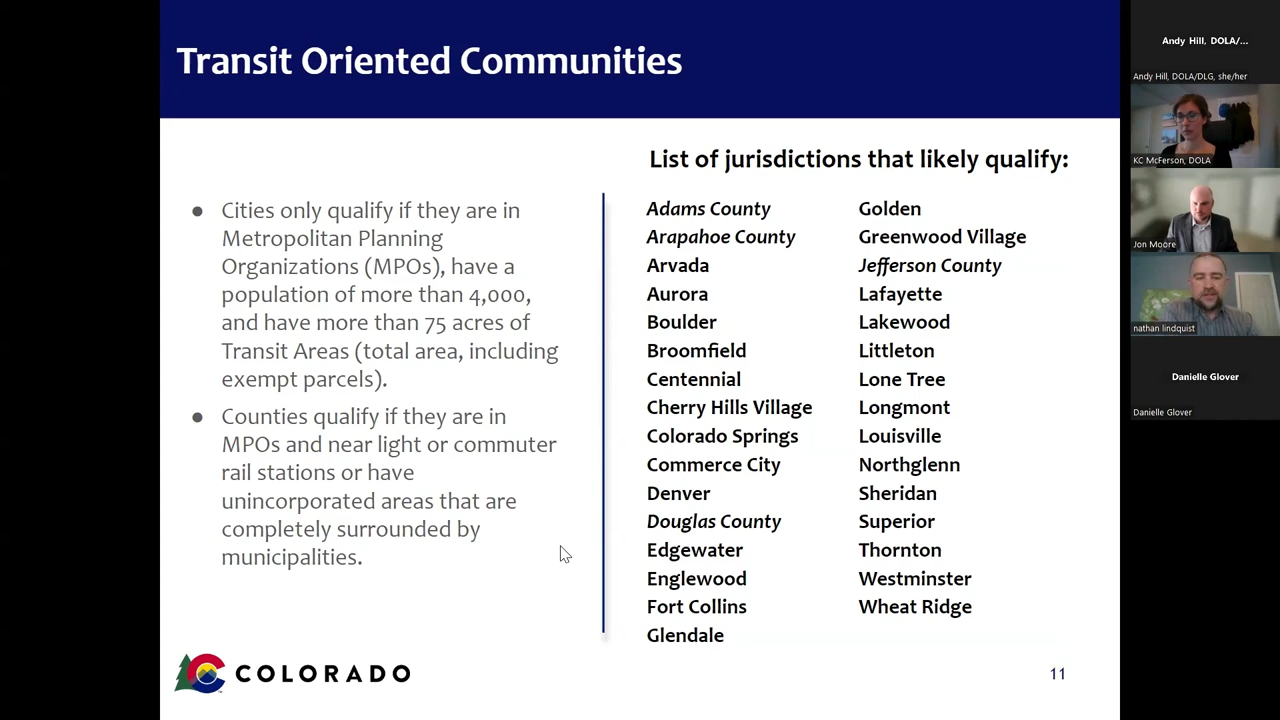 Transit Oriented Communities
● Cities only qualify if they are in
Metropolitan Planning
Organizations (MPOs), have a
population of more than 4,000,
and have more than 75 acres of
Transit Areas (total area, including
exempt parcels).
● Counties qualify if they are in
MPOs and near light or commuter
rail stations or have
unincorporated areas that are
completely surrounded by
municipalities.
List of jurisdictions that likely qualify:
Adams County
Arapahoe County
Arvada
Aurora
Boulder
Broomfield
Centennial
Cherry Hills Village
Colorado Springs
Commerce City
Denver
Douglas County
Edgewater
Englewood
Fort Collins
Glendale
Golden
Greenwood Village
Jefferson County
Lafayette
Lakewood
Littleton
Lone Tree
Longmont
Louisville
Northglenn
Sheridan
Superior
Thornton
Westminster
Wheat Ridge
COLORADO
11
Andy Hill, DOLA/...
Andy Hill, DOLA/DLG, she/her
KC McFerson, DOLA
Jon Moore
nathan lindquist
Danielle Glover
Danielle Glover